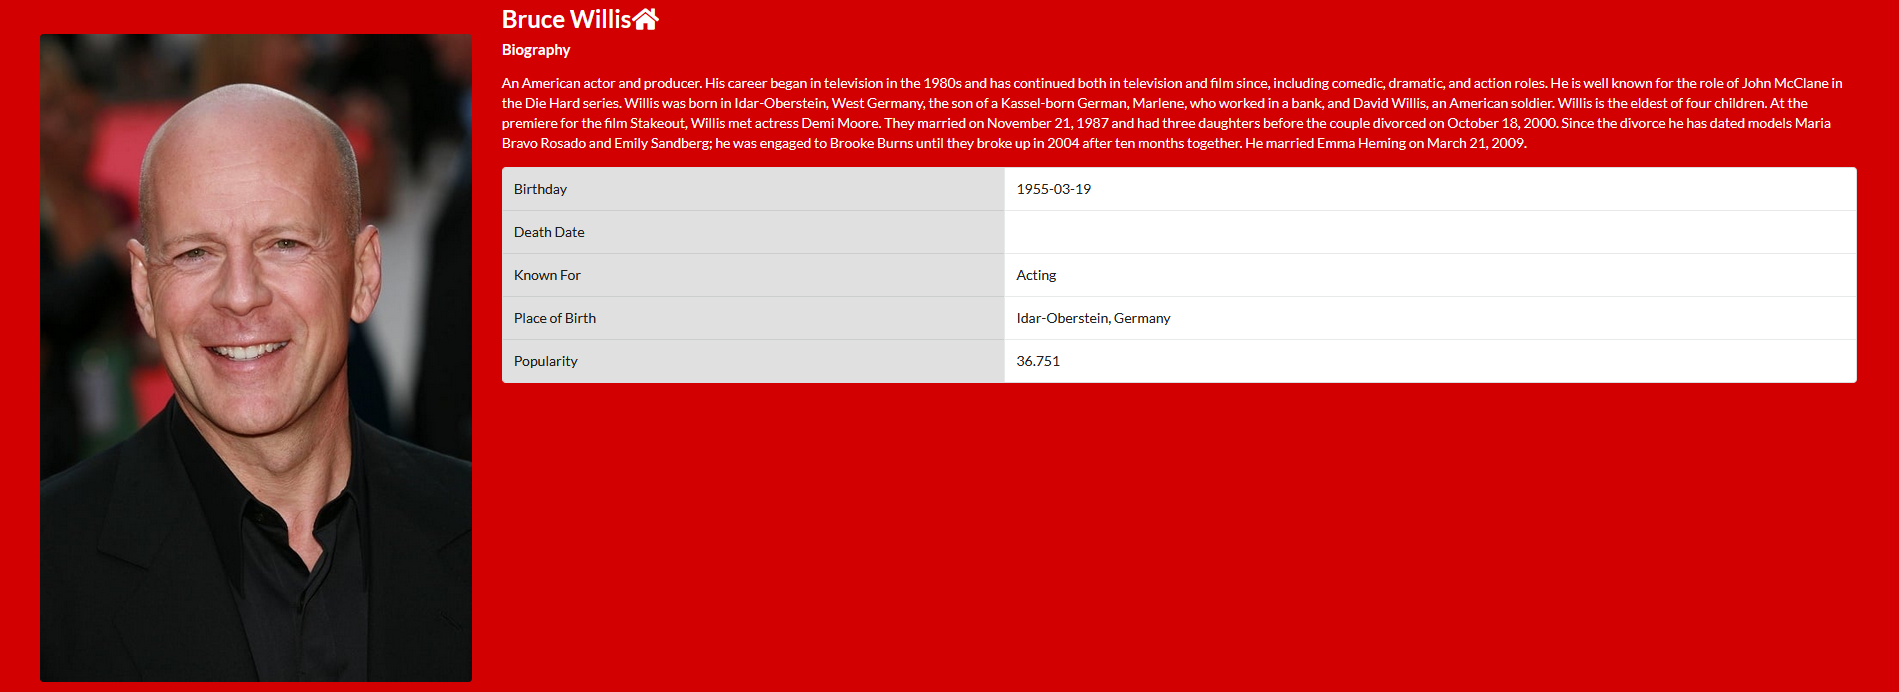 Bruce Willis
Biography
An American actor and producer. His career began in television in the 1980s and has continued both in television and film since, including comedic, dramatic, and action roles. He is well known for the role of John McClane in
the Die Hard series. Willis was born in Idar-Oberstein, West Germany, the son of a Kassel-born German, Marlene, who worked in a bank, and David Willis, an American soldier. Willis is the eldest of four children. At the
premiere for the film Stakeout, Willis met actress Demi Moore. They married on November 21, 1987 and had three daughters before the couple divorced on October 18, 2000. Since the divorce he has dated models Maria
Bravo Rosado and Emily Sandberg; he was engaged to Brooke Burns until they broke up in 2004 after ten months together. He married Emma Heming on March 21, 2009.
Birthday 1955-03-19
Death Date
Known For Acting
Place of Birth Idar-Oberstein, Germany
Popularity 36.751